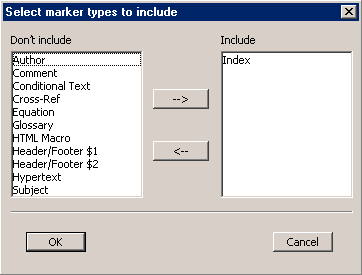 Select marker types to include
Don't include
Include
Author
Comment
Conditional Text
Cross-Ref
Equation
Glossary
HTML Macro
Header/Footer $1
Header/Footer $2
Hypertext
Subject
-->
<--
Index
OK
Cancel